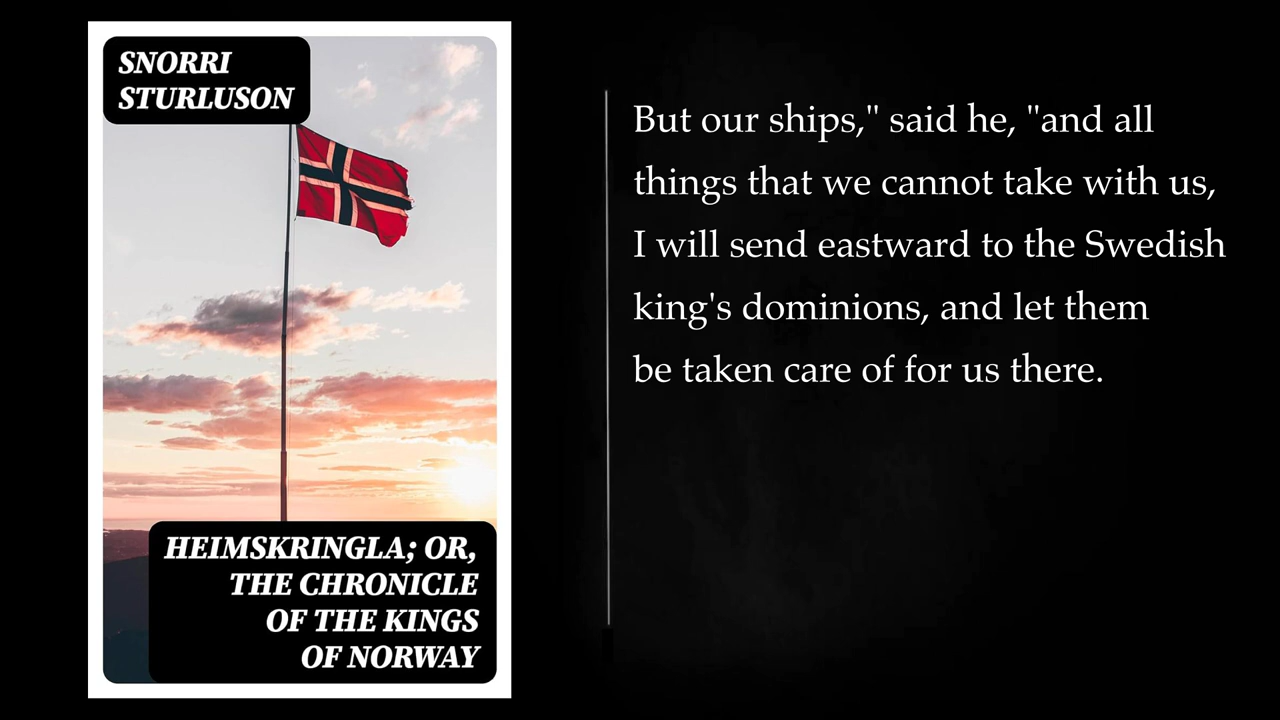 SNORRI
STURLUSON
HEIMSKRINGLA; OR,
THE CHRONICLE
OF THE KINGS
OF NORWAY
But our ships," said he, "and all
things that we cannot take with us,
I will send eastward to the Swedish
king's dominions, and let them
be taken care of for us there.